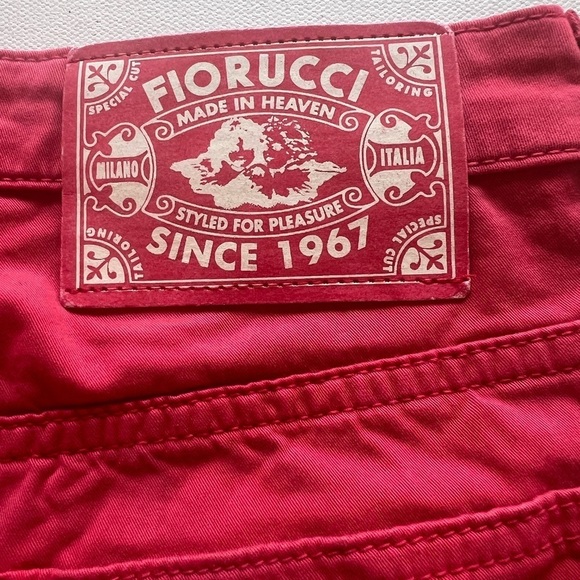 SPECIAL CUT
FIORUCCI
TAILORING
MADE IN HEAVEN
MILANO
ITALIA
STYLED FOR PLEASURE
TAILORING
SINCE 1967
SPECIAL CUT